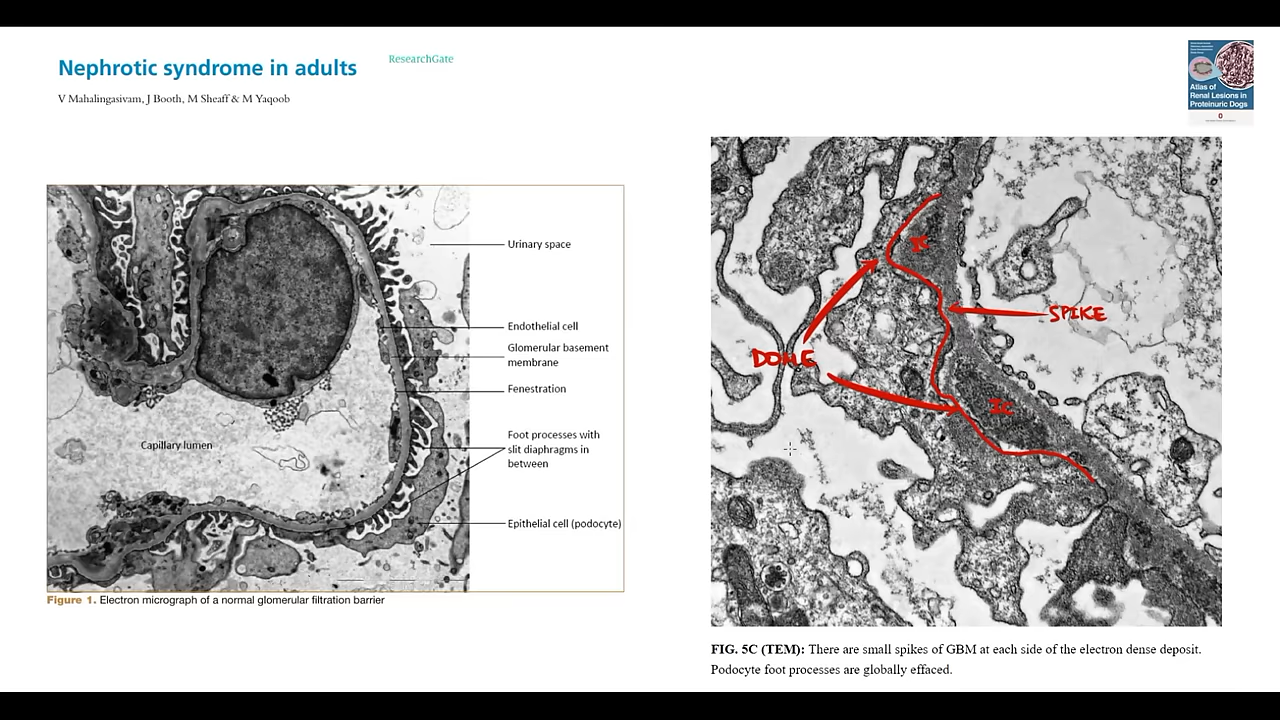 Nephrotic syndrome in adults
ResearchGate
V Mahalingasivam, J Booth, M Sheaff & M Yaqoob
Atlas of
Renal Lesions in
Proteinuric Dogs
Urinary space
Endothelial cell
Glomerular basement
membrane
Fenestration
Foot processes with
slit diaphragms in
between
Epithelial cell (podocyte)
Capillary lumen
Figure 1. Electron micrograph of a normal glomerular filtration barrier
IC
SPIKE
DOME
IC
FIG. 5C (TEM): There are small spikes of GBM at each side of the electron dense deposit.
Podocyte foot processes are globally effaced.